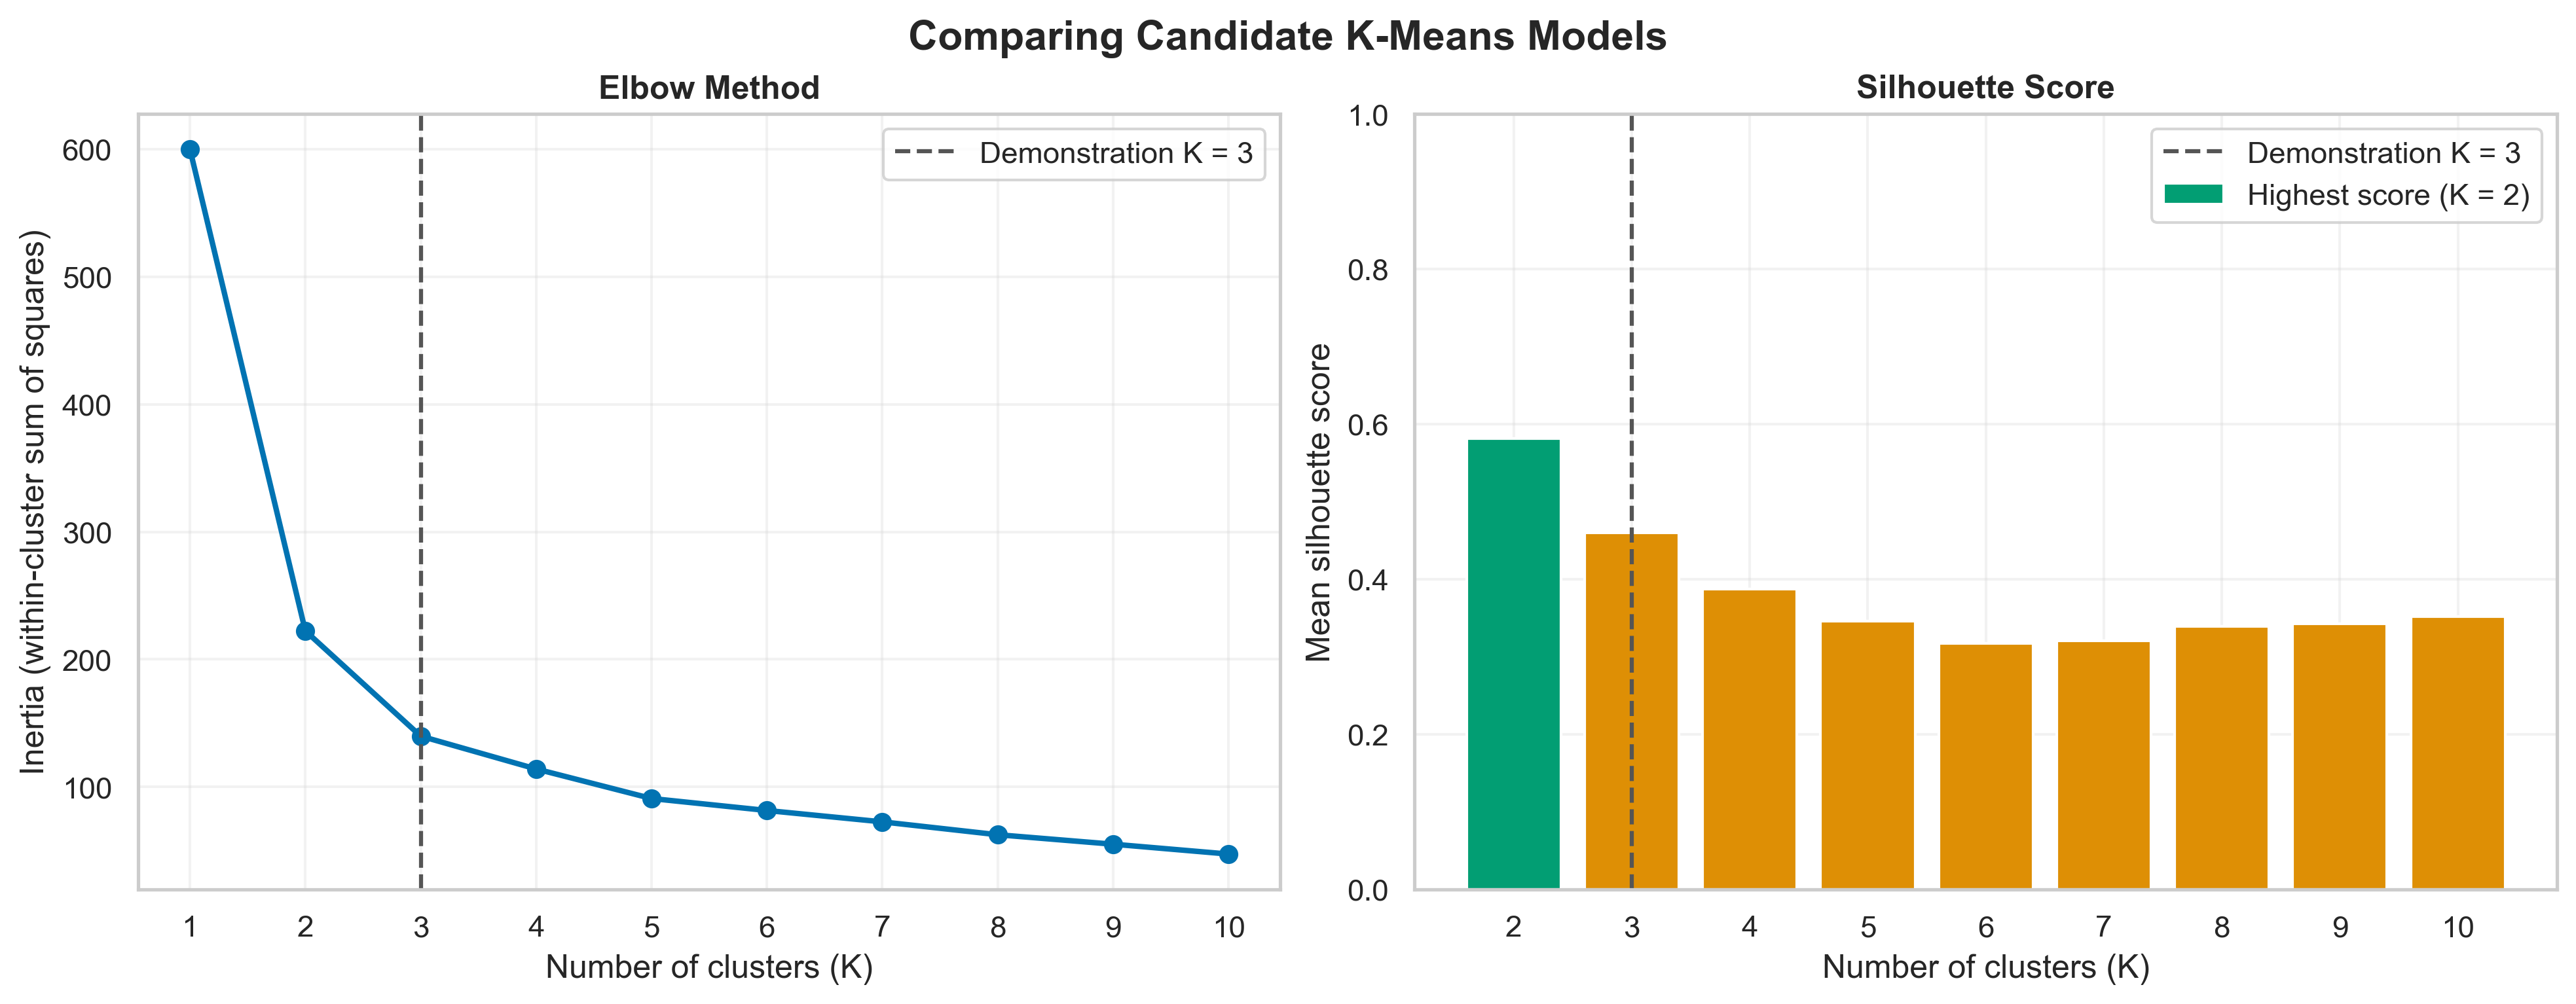 Comparing Candidate K-Means Models
Elbow Method
Inertia (within-cluster sum of squares)
600
500
400
300
200
100
Demonstration K = 3
1 2 3 4 5 6 7 8 9 10
Number of clusters (K)
Silhouette Score
Mean silhouette score
1.0
0.8
0.6
0.4
0.2
0.0
Demonstration K = 3
Highest score (K = 2)
2 3 4 5 6 7 8 9 10
Number of clusters (K)